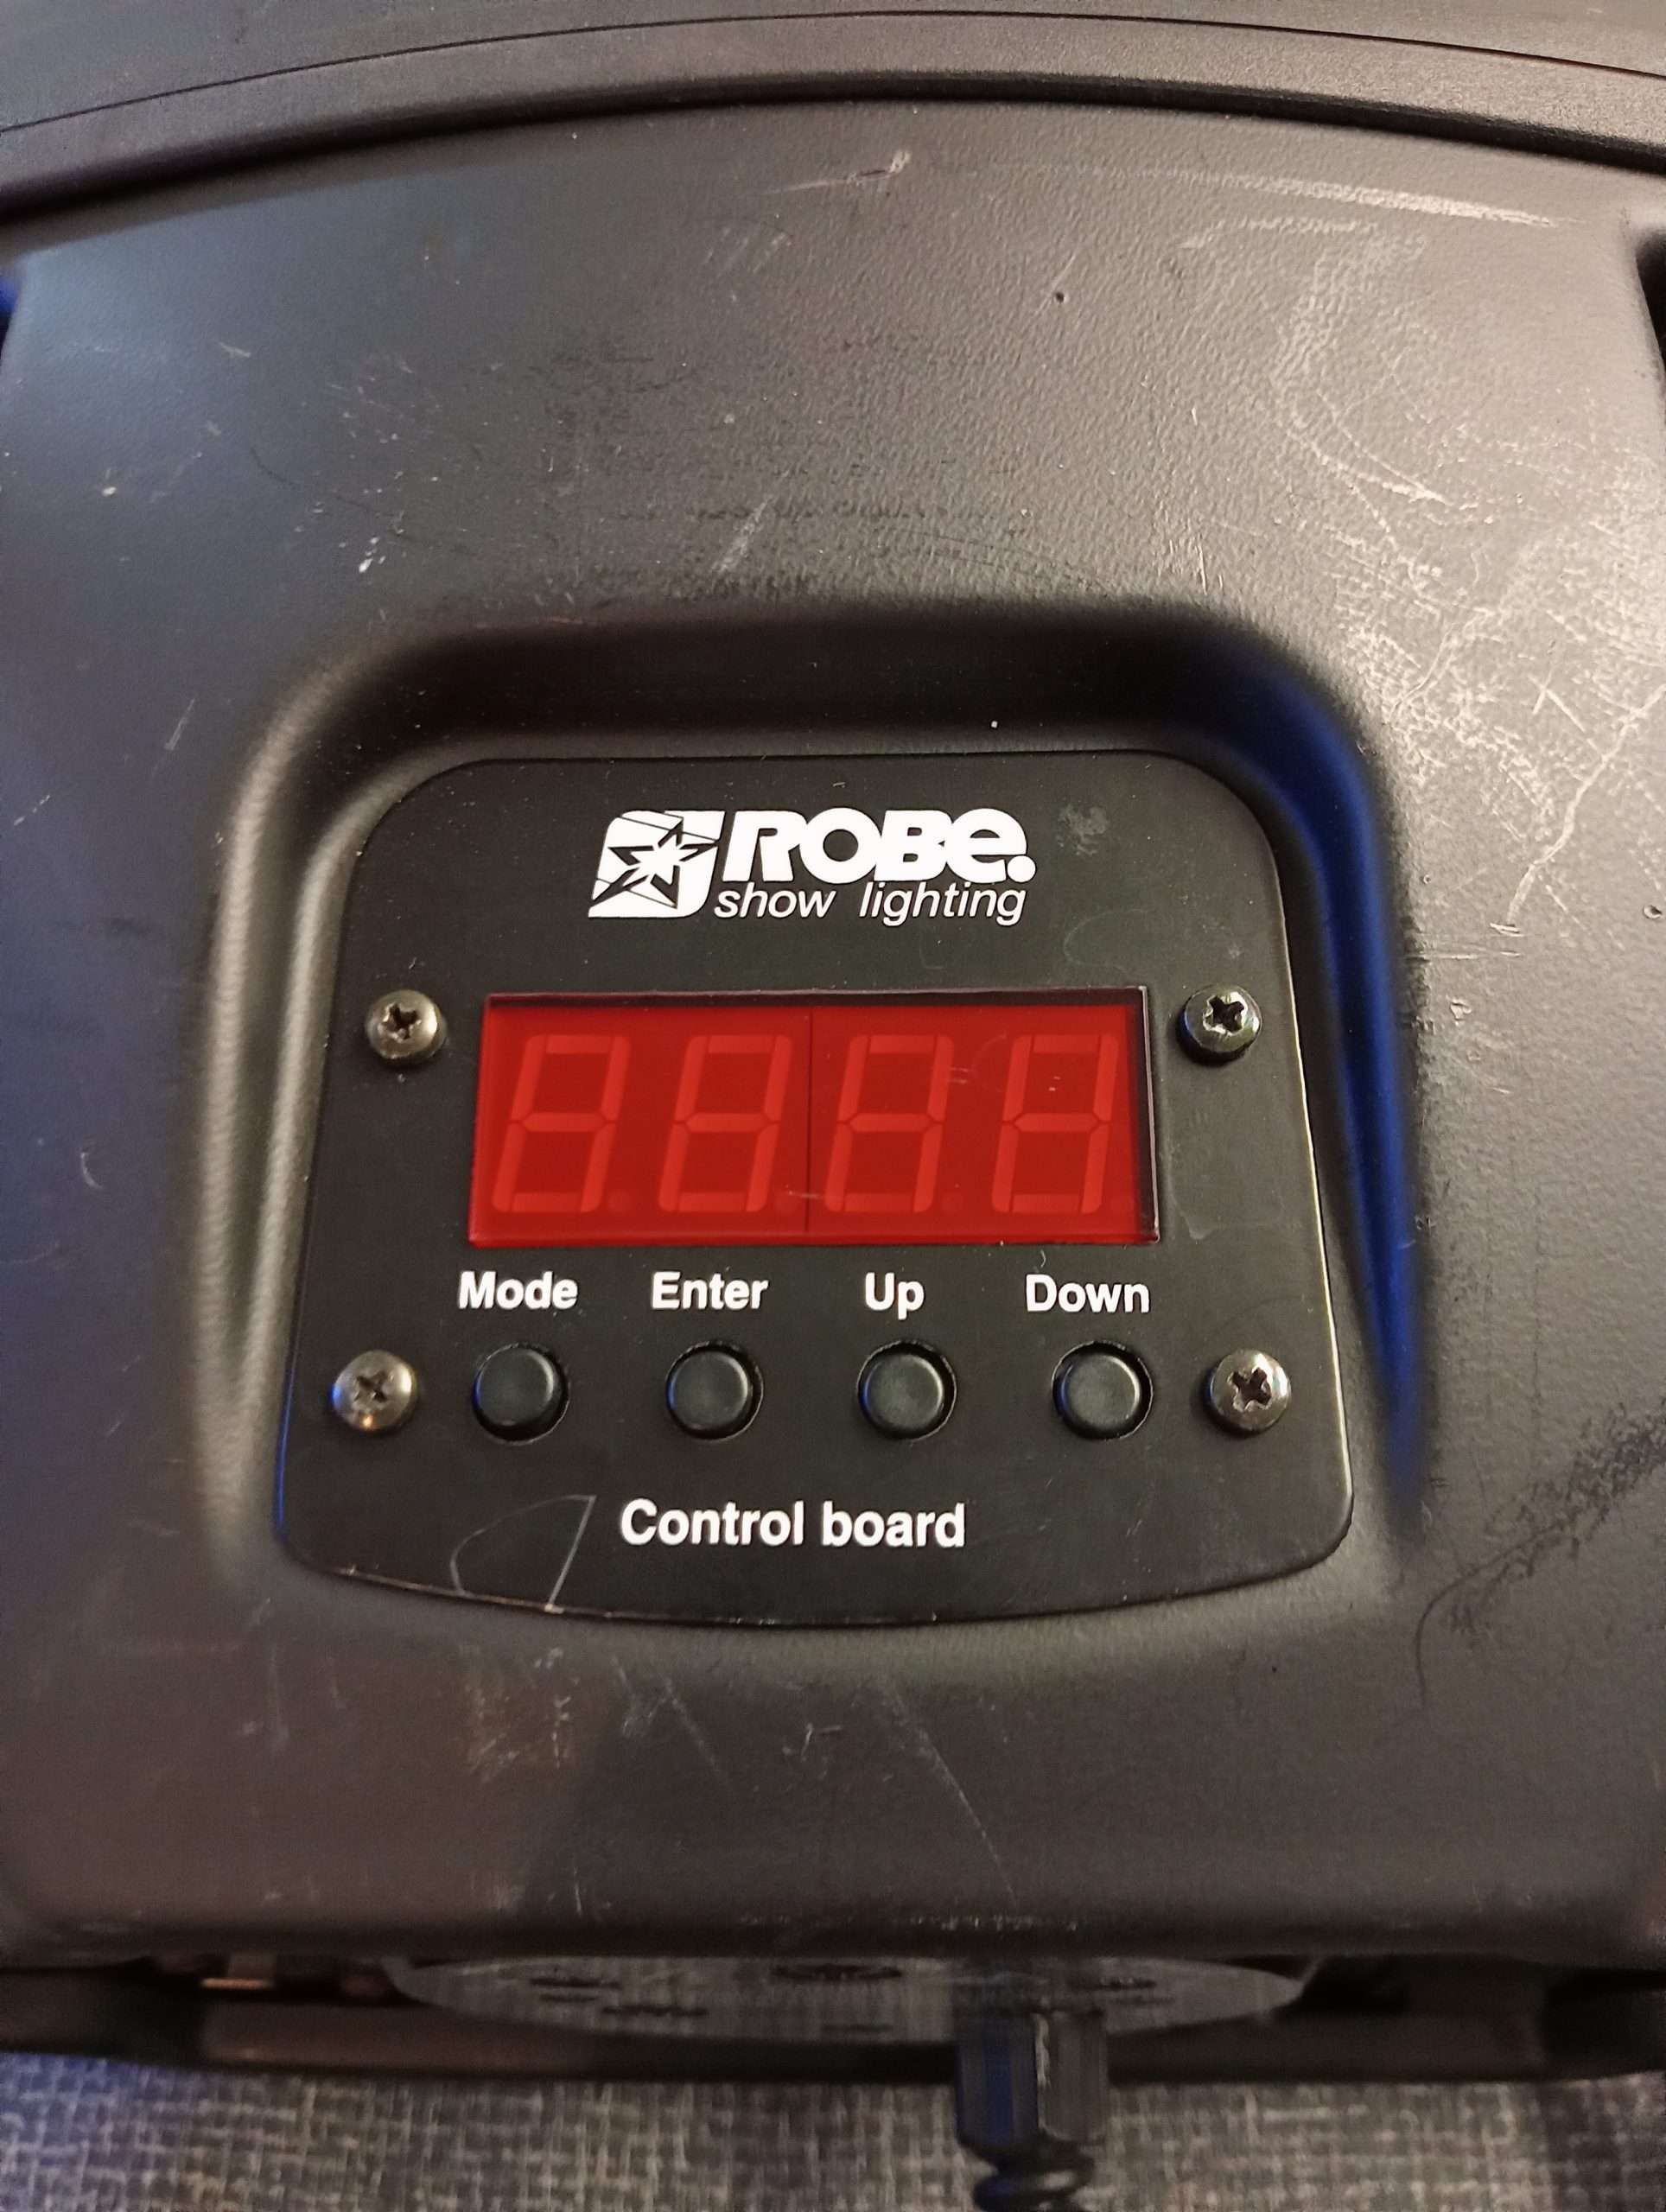 ROBe.
show lighting
Mode Enter Up Down
Control board